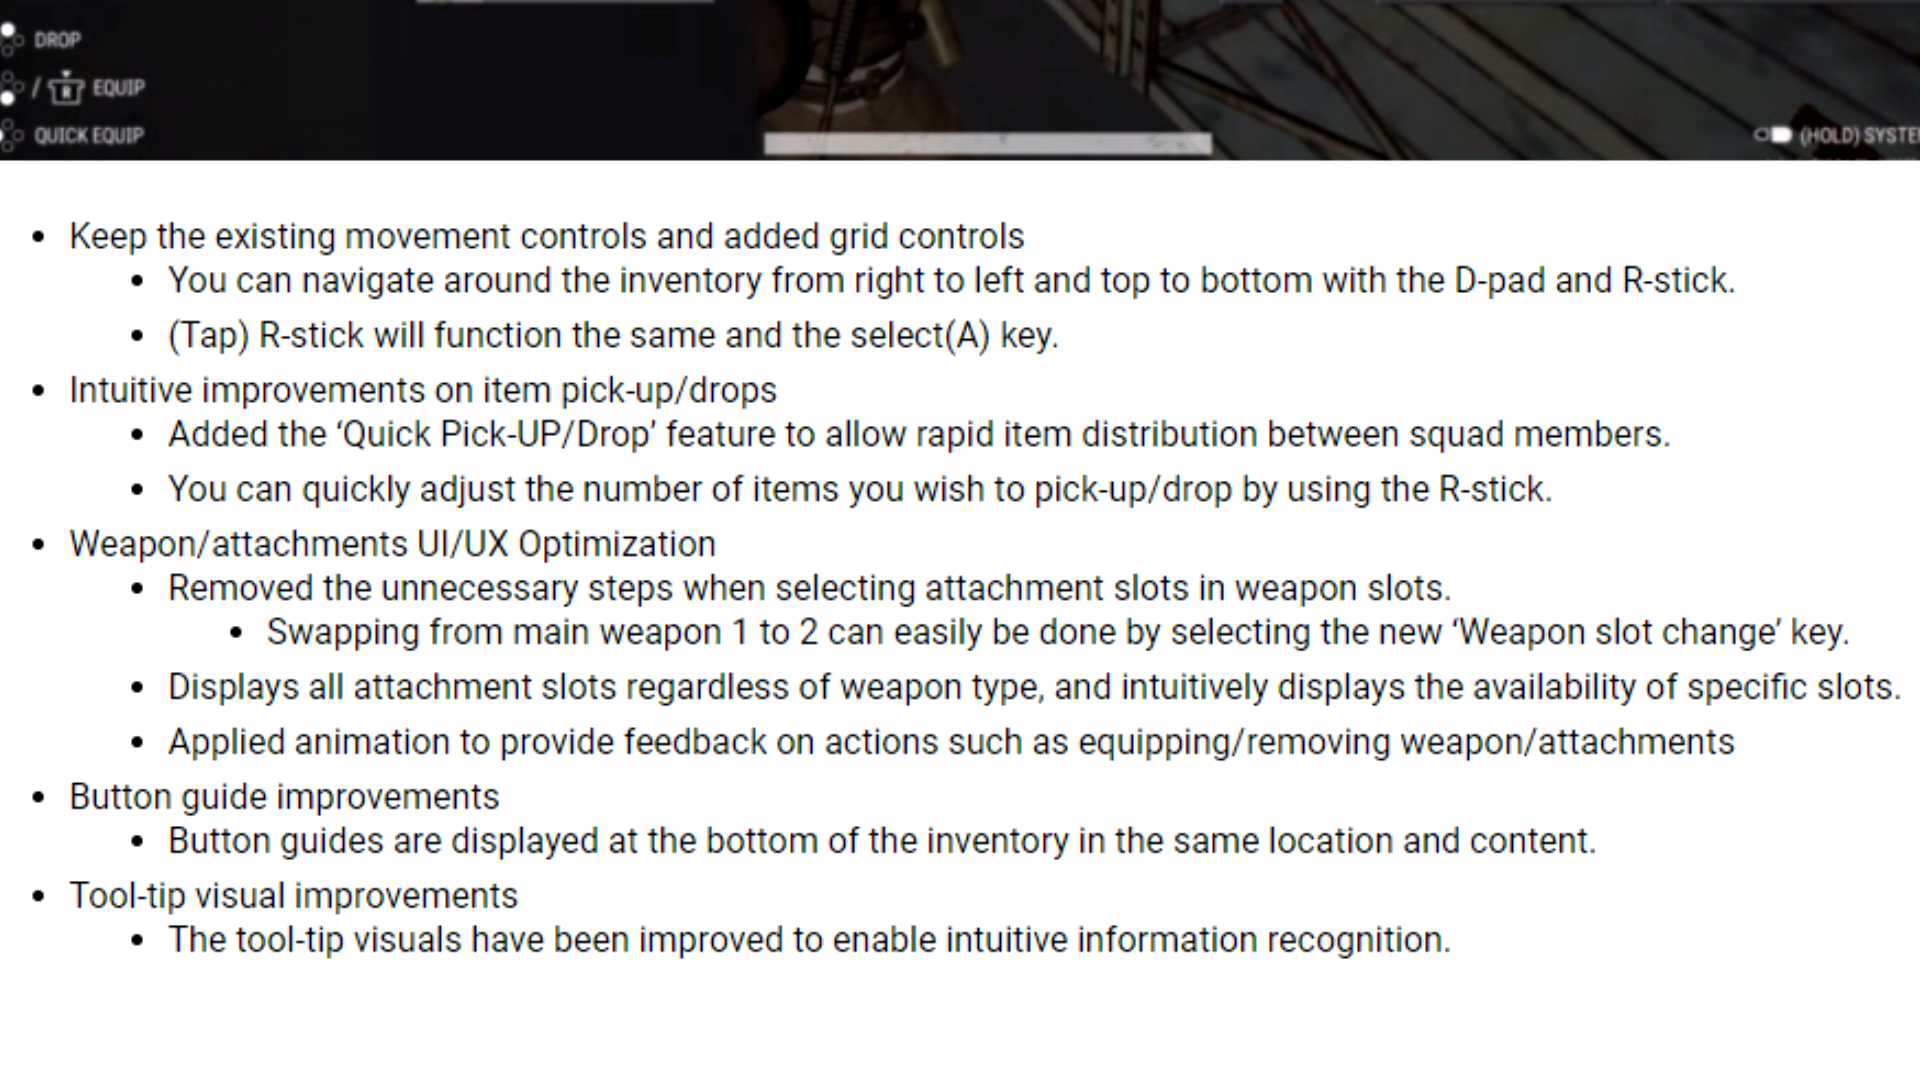 DROP
/ R EQUIP
QUICK EQUIP
(HOLD) SYSTE
• Keep the existing movement controls and added grid controls
• You can navigate around the inventory from right to left and top to bottom with the D-pad and R-stick.
• (Tap) R-stick will function the same and the select(A) key.
• Intuitive improvements on item pick-up/drops
• Added the ‘Quick Pick-UP/Drop’ feature to allow rapid item distribution between squad members.
• You can quickly adjust the number of items you wish to pick-up/drop by using the R-stick.
• Weapon/attachments UI/UX Optimization
• Removed the unnecessary steps when selecting attachment slots in weapon slots.
• Swapping from main weapon 1 to 2 can easily be done by selecting the new ‘Weapon slot change’ key.
• Displays all attachment slots regardless of weapon type, and intuitively displays the availability of specific slots.
• Applied animation to provide feedback on actions such as equipping/removing weapon/attachments
• Button guide improvements
• Button guides are displayed at the bottom of the inventory in the same location and content.
• Tool-tip visual improvements
• The tool-tip visuals have been improved to enable intuitive information recognition.